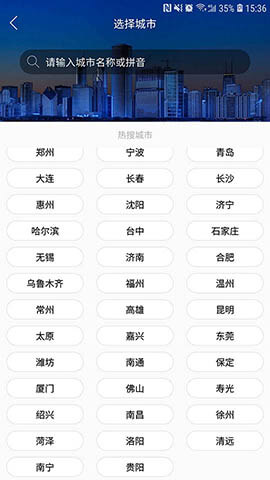 35% 15:36
选择城市
请输入城市名称或拼音
热搜城市
郑州 宁波 青岛
大连 长春 长沙
惠州 沈阳 济宁
哈尔滨 台中 石家庄
无锡 济南 合肥
乌鲁木齐 福州 温州
常州 高雄 昆明
太原 嘉兴 东莞
潍坊 南通 保定
厦门 佛山 寿光
绍兴 南昌 徐州
菏泽 洛阳 清远
南宁 贵阳